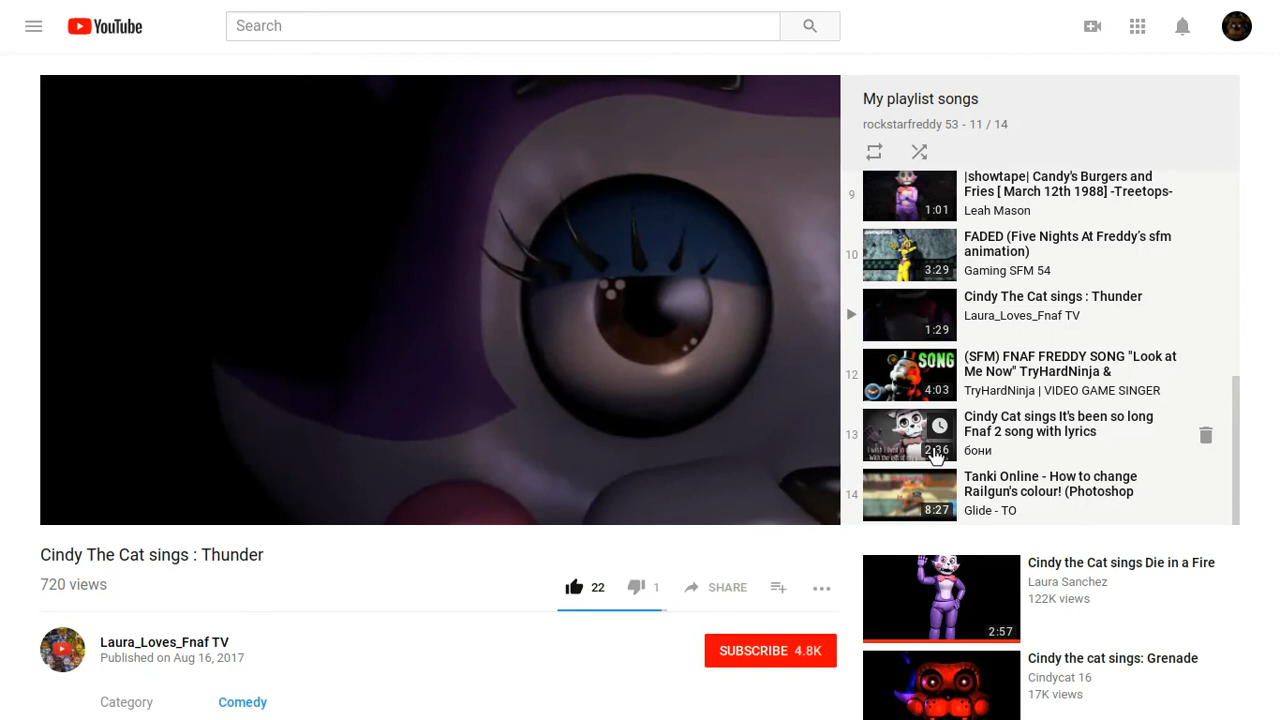 YouTube
Search
My playlist songs
rockstarfreddy 53 - 11 / 14
9
1:01
|showtape| Candy's Burgers and
Fries [ March 12th 1988] -Treetops-
Leah Mason
10
3:29
FADED (Five Nights At Freddy's sfm
animation)
Gaming SFM 54
1:29
Cindy The Cat sings : Thunder
Laura_Loves_Fnaf TV
12
SONG
4:03
(SFM) FNAF FREDDY SONG "Look at
Me Now" TryHardNinja &
TryHardNinja | VIDEO GAME SINGER
13
2:36
Cindy Cat sings It's been so long
Fnaf 2 song with lyrics
бони
14
8:27
Tanki Online - How to change
Railgun's colour! (Photoshop
Glide - TO
Cindy The Cat sings : Thunder
720 views
22
1
SHARE
Laura_Loves_Fnaf TV
Published on Aug 16, 2017
SUBSCRIBE 4.8K
Category
Comedy
2:57
Cindy the Cat sings Die in a Fire
Laura Sanchez
122K views
Cindy the cat sings: Grenade
Cindycat 16
17K views